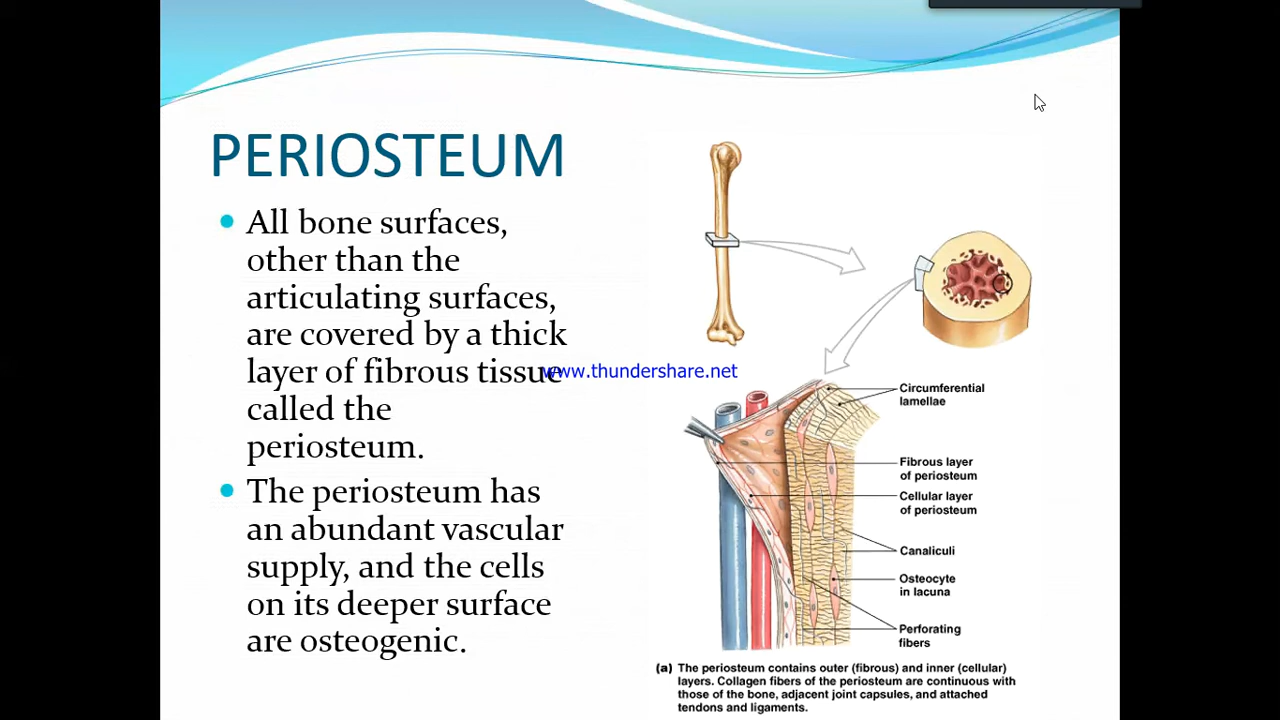 PERIOSTEUM
All bone surfaces,
other than the
articulating surfaces,
are covered by a thick
layer of fibrous tissue
called the
periosteum.
The periosteum has
an abundant vascular
supply, and the cells
on its deeper surface
are osteogenic.
www.thundershare.net
Circumferential
lamellae
Fibrous layer
of periosteum
Cellular layer
of periosteum
Canaliculi
Osteocyte
in lacuna
Perforating
fibers
(a) The periosteum contains outer (fibrous) and inner (cellular)
layers. Collagen fibers of the periosteum are continuous with
those of the bone, adjacent joint capsules, and attached
tendons and ligaments.